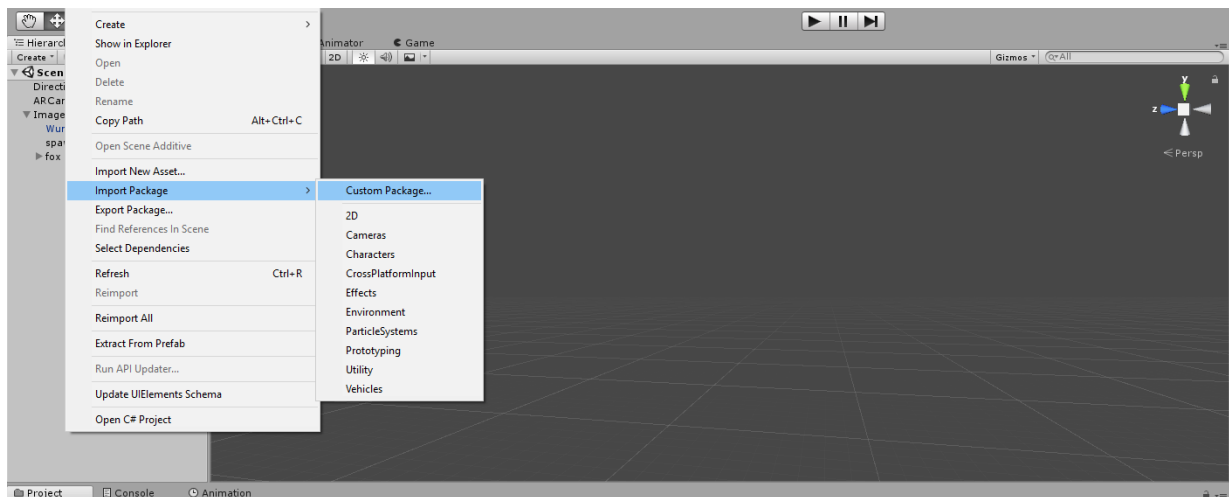 Create
Show in Explorer
Open
Delete
Rename
Copy Path Alt+Ctrl+C
Open Scene Additive
Import New Asset...
Import Package
Export Package...
Find References In Scene
Select Dependencies
Refresh Ctrl+R
Reimport
Reimport All
Extract From Prefab
Run API Updater...
Update UIElements Schema
Open C# Project
Custom Package...
2D
Cameras
Characters
CrossPlatformInput
Effects
Environment
ParticleSystems
Prototyping
Utility
Vehicles
Hierarc
Create
Scen
Directi
ARCar
Image
Wur
spa
fox
Animator Game
2D
Gizmos All
y
z
Persp
Project Console Animation